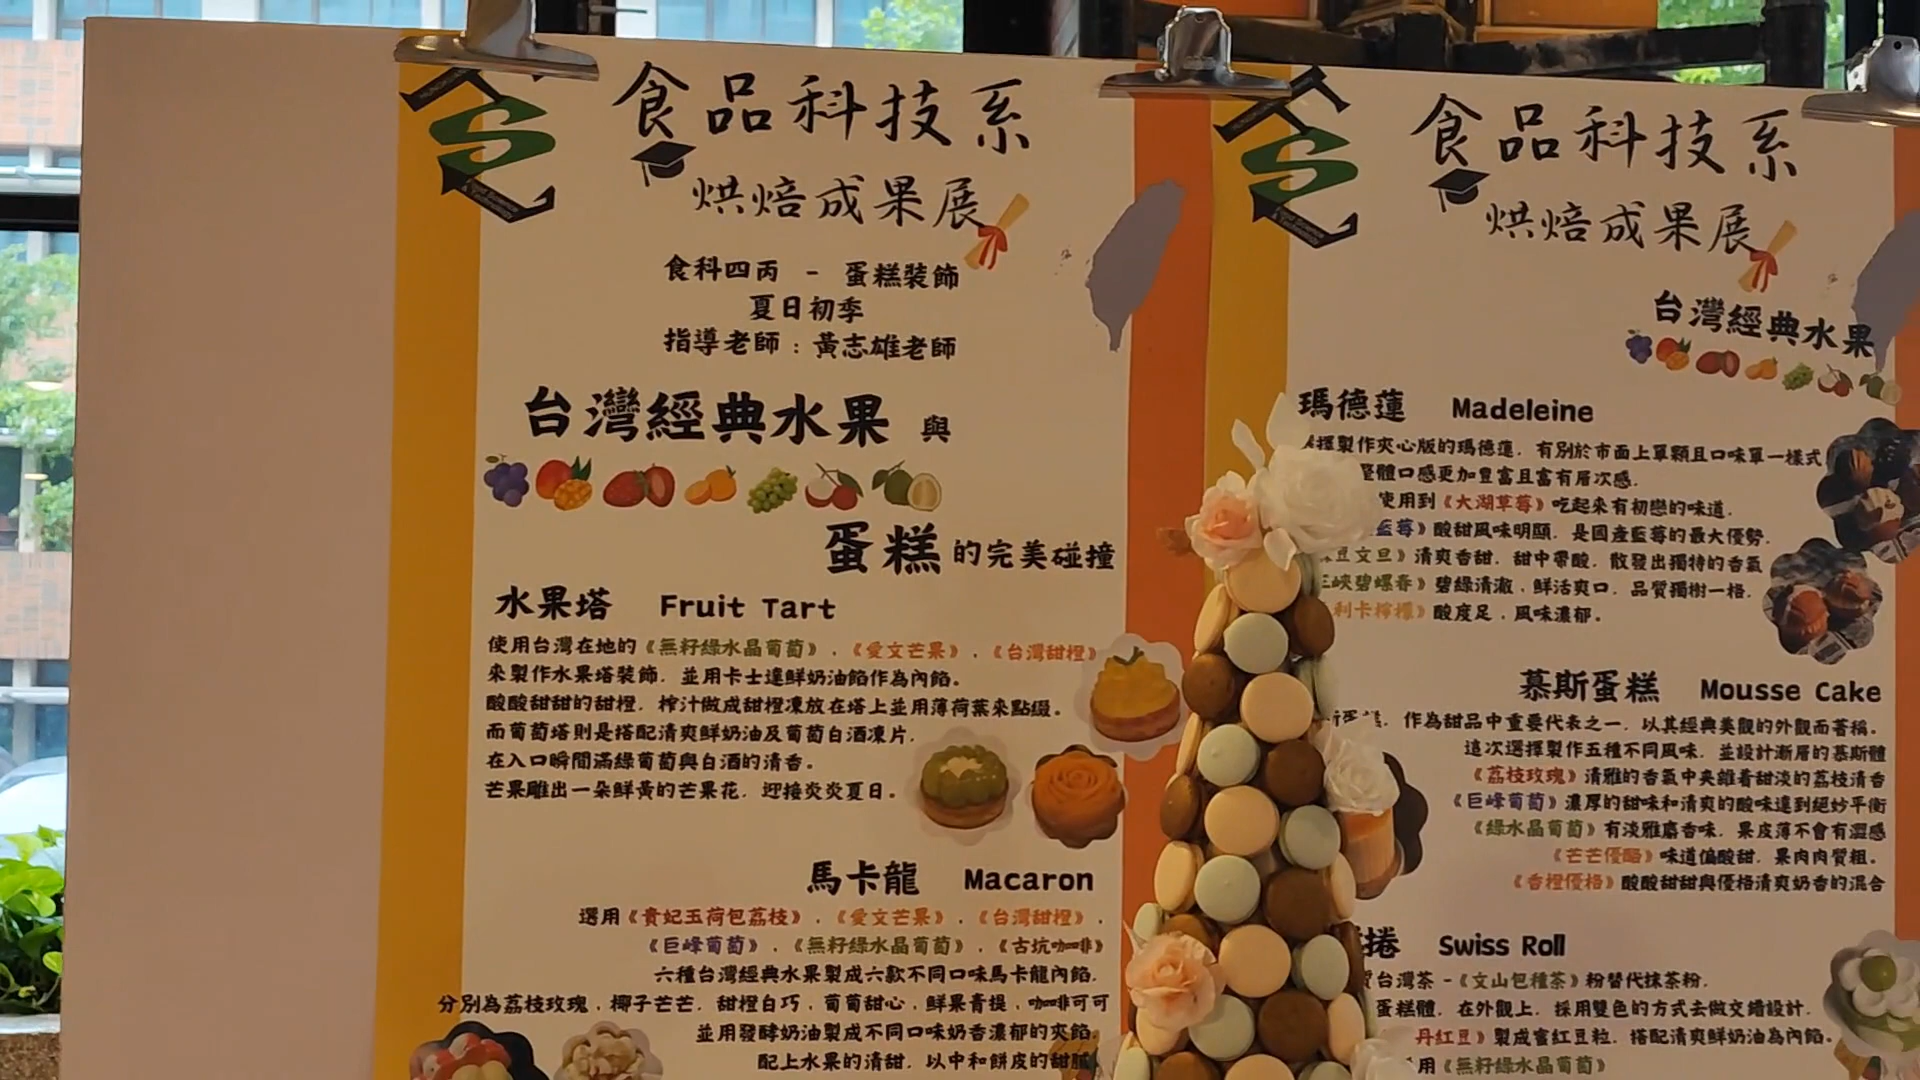 食品科技系
烘焙成果展
食科四丙 - 蛋糕裝飾
夏日初季
指導老師：黃志雄老師
台灣經典水果 與
蛋糕的完美碰撞
水果塔 Fruit Tart
使用台灣在地的《無籽綠水晶葡萄》．《愛文芒果》．《台灣甜橙》
來製作水果塔裝飾．並用卡士達鮮奶油餡作為內餡。
酸酸甜甜的甜橙．榨汁做成甜橙凍放在塔上並用薄荷葉來點綴。
而葡萄塔則是搭配清爽鮮奶油及葡萄白酒凍片．
在入口瞬間滿綠葡萄與白酒的清香。
芒果雕出一朵鮮黃的芒果花．迎接炎炎夏日。
馬卡龍 Macaron
選用《貴妃玉荷包荔枝》．《愛文芒果》．《台灣甜橙》．
《巨峰葡萄》．《無籽綠水晶葡萄》．《古坑咖啡》
六種台灣經典水果製成六款不同口味馬卡龍內餡．
分別為荔枝玫瑰．椰子芒芒．甜橙白巧．葡萄甜心．鮮果青提．咖啡可可
並用發酵奶油製成不同口味奶香濃郁的夾餡．
配上水果的清甜．以中和餅皮的甜膩
食品科技系
烘焙成果展
台灣經典水果
瑪德蓮 Madeleine
擇製作夾心版的瑪德蓮．有別於市面上單顆且口味單一樣式
整體口感更加豐富且富有層次感．
使用到《大湖草莓》吃起來有初戀的味道．
藍莓》酸甜風味明顯．是國產藍莓的最大優勢．
豆文旦》清爽香甜．甜中帶酸．散發出獨特的香氣
三峽碧螺春》碧綠清澈．鮮活爽口．品質獨樹一格．
利卡檸檬》酸度足．風味濃郁。
慕斯蛋糕 Mousse Cake
斯蛋糕．作為甜品中重要代表之一．以其經典美觀的外觀而著稱。
這次選擇製作五種不同風味．並設計漸層的慕斯體
《荔枝玫瑰》清雅的香氣中夾雜着甜淡的荔枝清香
《巨峰葡萄》濃厚的甜味和清爽的酸味達到絕妙平衡
《綠水晶葡萄》有淡雅麝香味．果皮薄不會有澀感
《芒芒優酪》味道偏酸甜．果肉肉質粗。
《香橙優格》酸酸甜甜與優格清爽奶香的混合
捲 Swiss Roll
台灣茶-《文山包種茶》粉替代抹茶粉．
蛋糕體．在外觀上．採用雙色的方式去做交錯設計．
丹紅豆》製成蜜紅豆粒．搭配清爽鮮奶油為內餡。
用《無籽綠水晶葡萄》